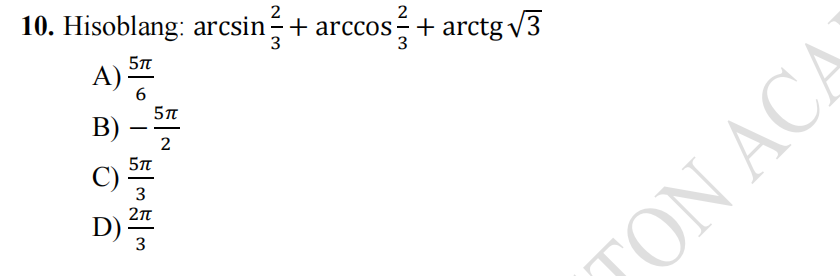 10. Hisoblang: arcsin 2/3 + arccos 2/3 + arctg √3
A) 5π/6
B) − 5π/2
C) 5π/3
D) 2π/3
TON ACA